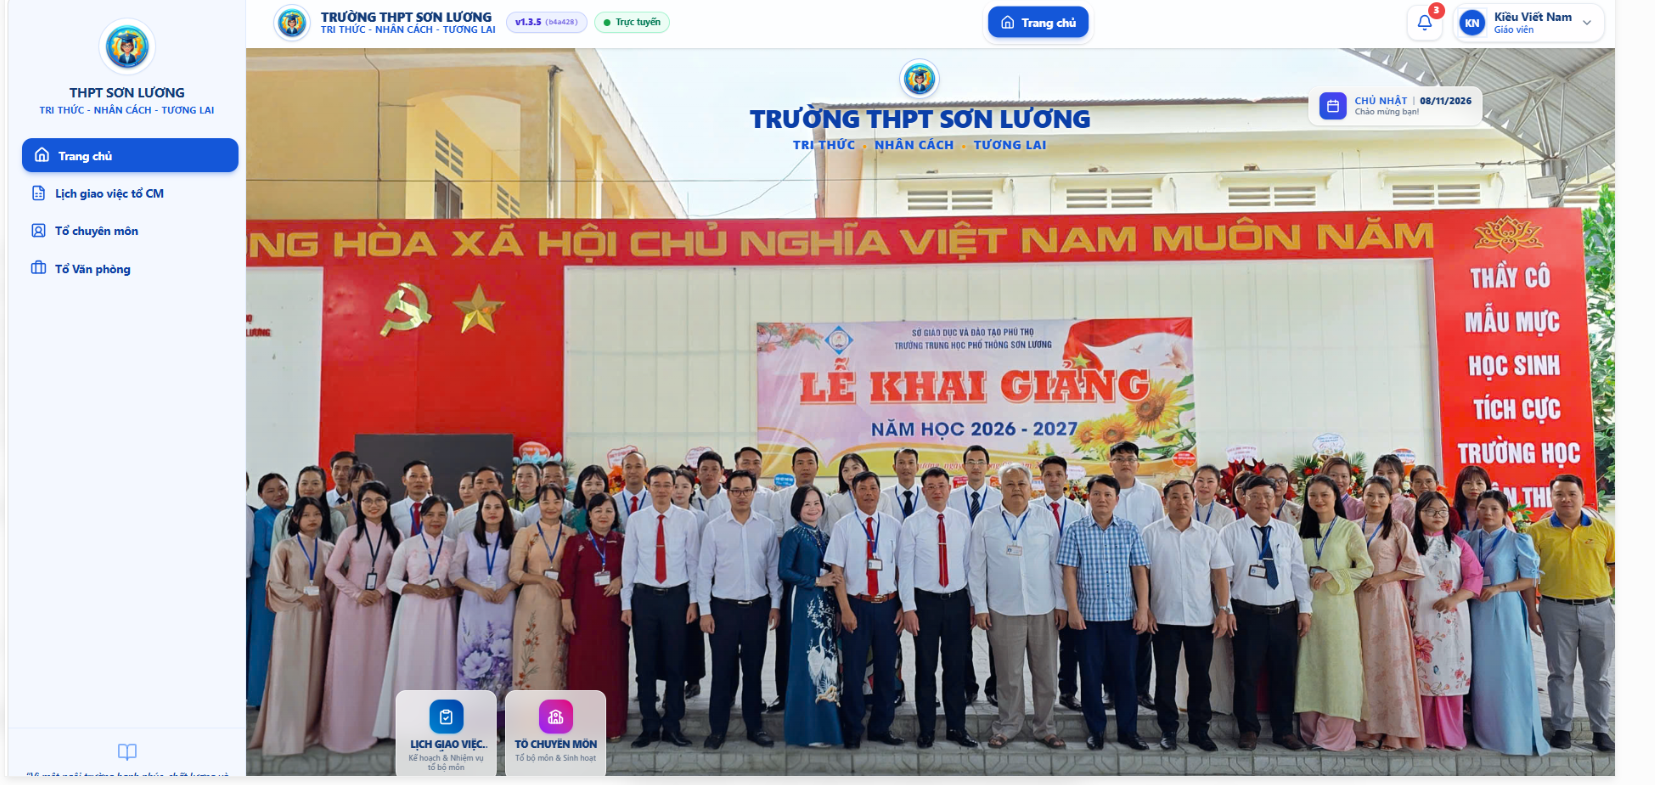 THPT SƠN LƯƠNG
TRI THỨC - NHÂN CÁCH - TƯƠNG LAI
Trang chủ
Lịch giao việc tổ CM
Tổ chuyên môn
Tổ Văn phòng
TRƯỜNG THPT SƠN LƯƠNG
TRI THỨC - NHÂN CÁCH - TƯƠNG LAI
v1.3.5 (b4a428)
Trực tuyến
Trang chủ
3
KN
Kiều Viết Nam
Giáo viên
TRƯỜNG THPT SƠN LƯƠNG
TRI THỨC - NHÂN CÁCH - TƯƠNG LAI
CHỦ NHẬT | 08/11/2026
Chào mừng bạn!
NG HÒA XÃ HỘI CHỦ NGHĨA VIỆT NAM MUÔN NĂM
THẦY CÔ
MẪU MỰC
HỌC SINH
TÍCH CỰC
TRƯỜNG HỌC
SỞ GIÁO DỤC VÀ ĐÀO TẠO PHÚ THỌ
TRƯỜNG TRUNG HỌC PHỔ THÔNG SƠN LƯƠNG
LỄ KHAI GIẢNG
NĂM HỌC 2026 - 2027
LỊCH GIAO VIỆC..
Kế hoạch & Nhiệm vụ
tổ bộ môn
TỔ CHUYÊN MÔN
Tổ bộ môn & Sinh hoạt